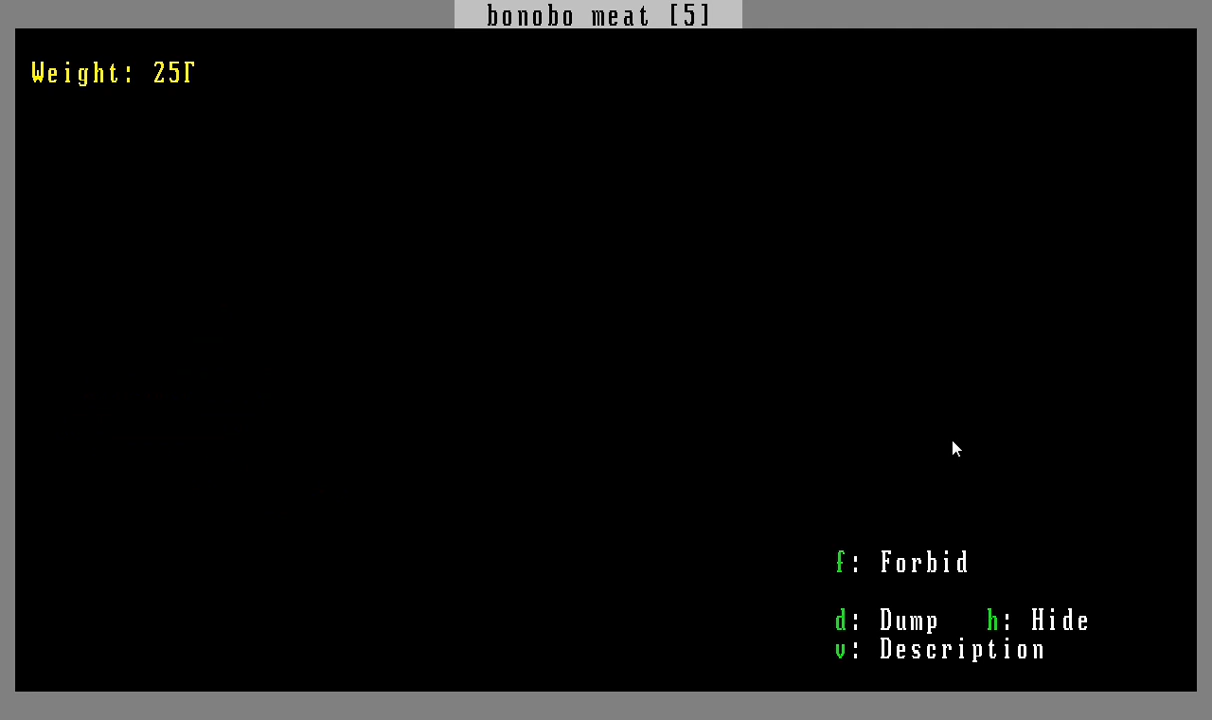 bonobo meat [5]
Weight: 25Γ
f: Forbid
d: Dump h: Hide
v: Description